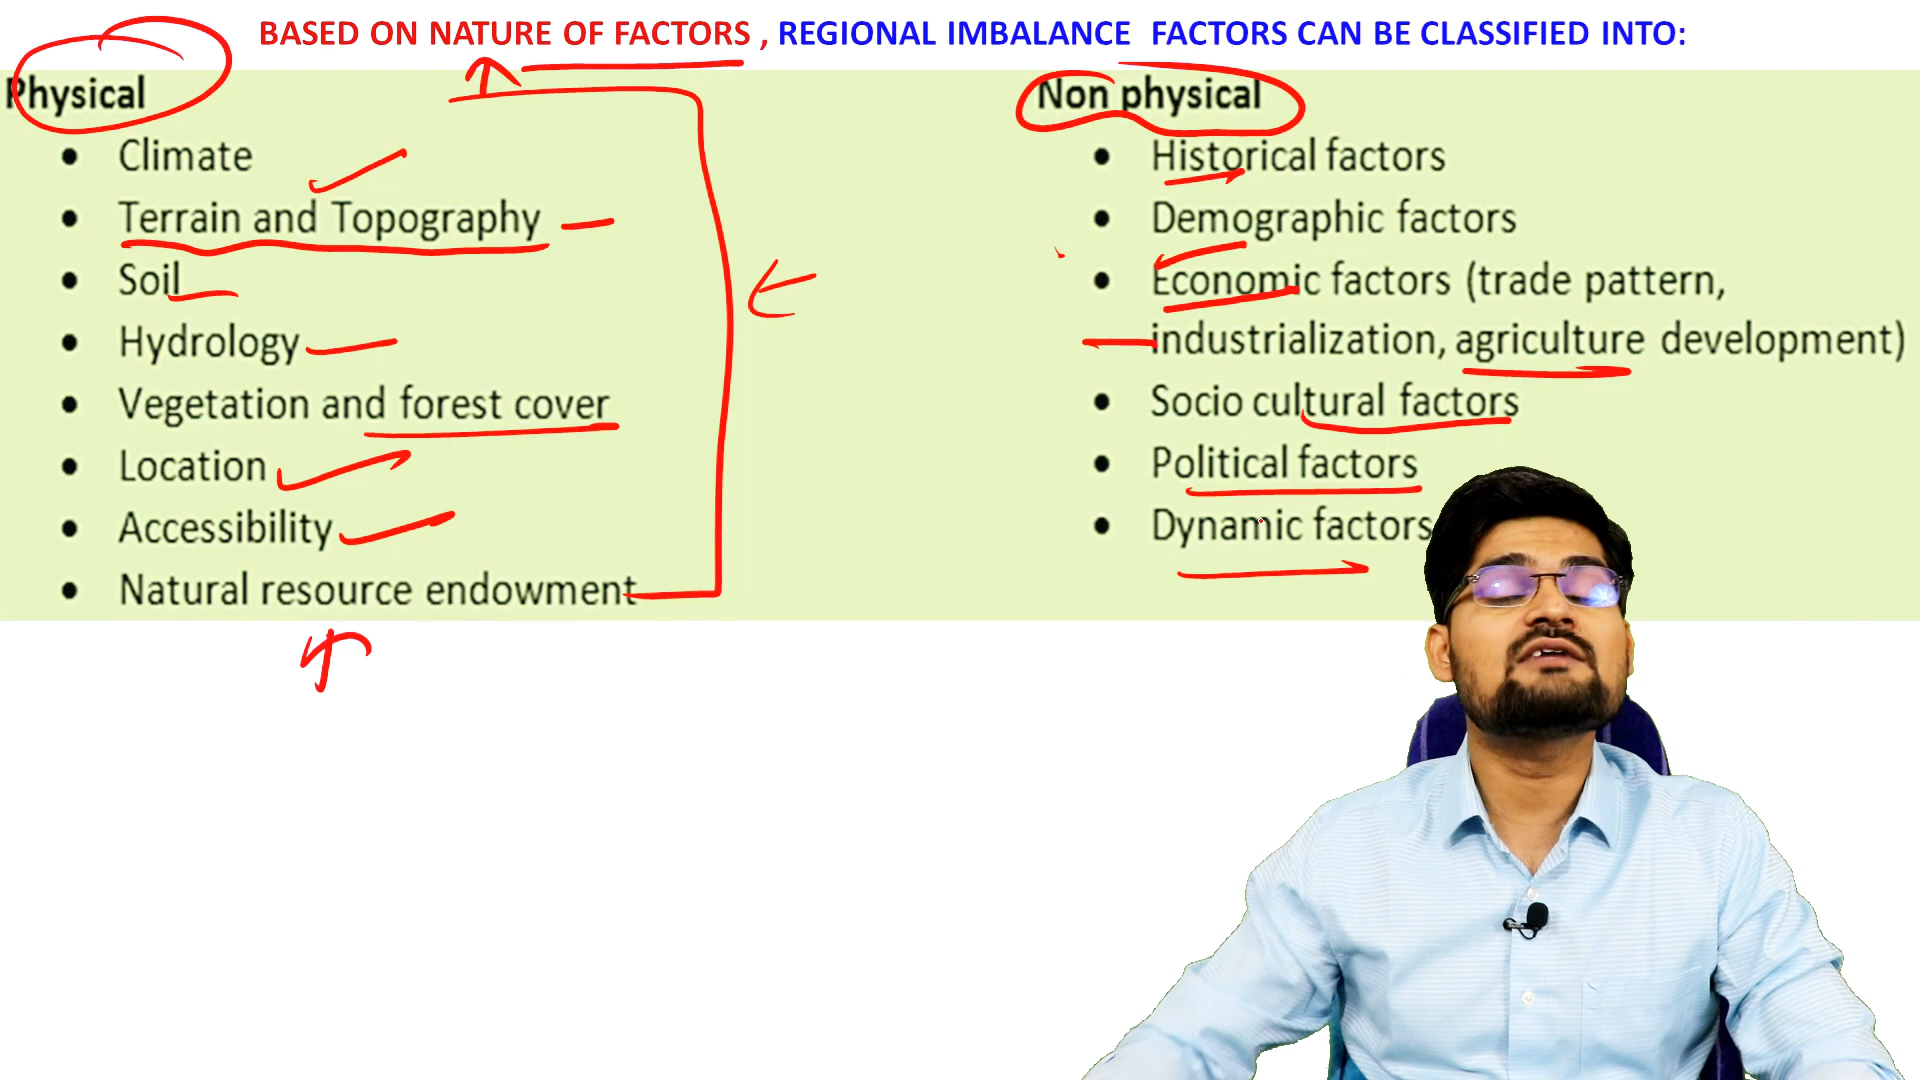 BASED ON NATURE OF FACTORS , REGIONAL IMBALANCE FACTORS CAN BE CLASSIFIED INTO:
Physical
• Climate
• Terrain and Topography
• Soil
• Hydrology
• Vegetation and forest cover
• Location
• Accessibility
• Natural resource endowment
Non physical
• Historical factors
• Demographic factors
• Economic factors (trade pattern,
industrialization, agriculture development)
• Socio cultural factors
• Political factors
• Dynamic factors